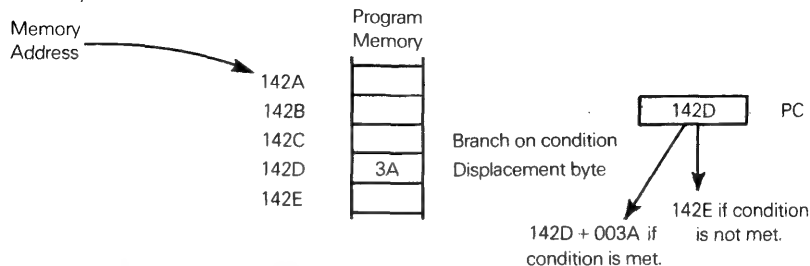 Memory
Address
Program
Memory
142A
142B
142C
Branch on condition
142D
3A
Displacement byte
142E
142D
PC
142D + 003A if
condition is met.
142E if condition
is not met.